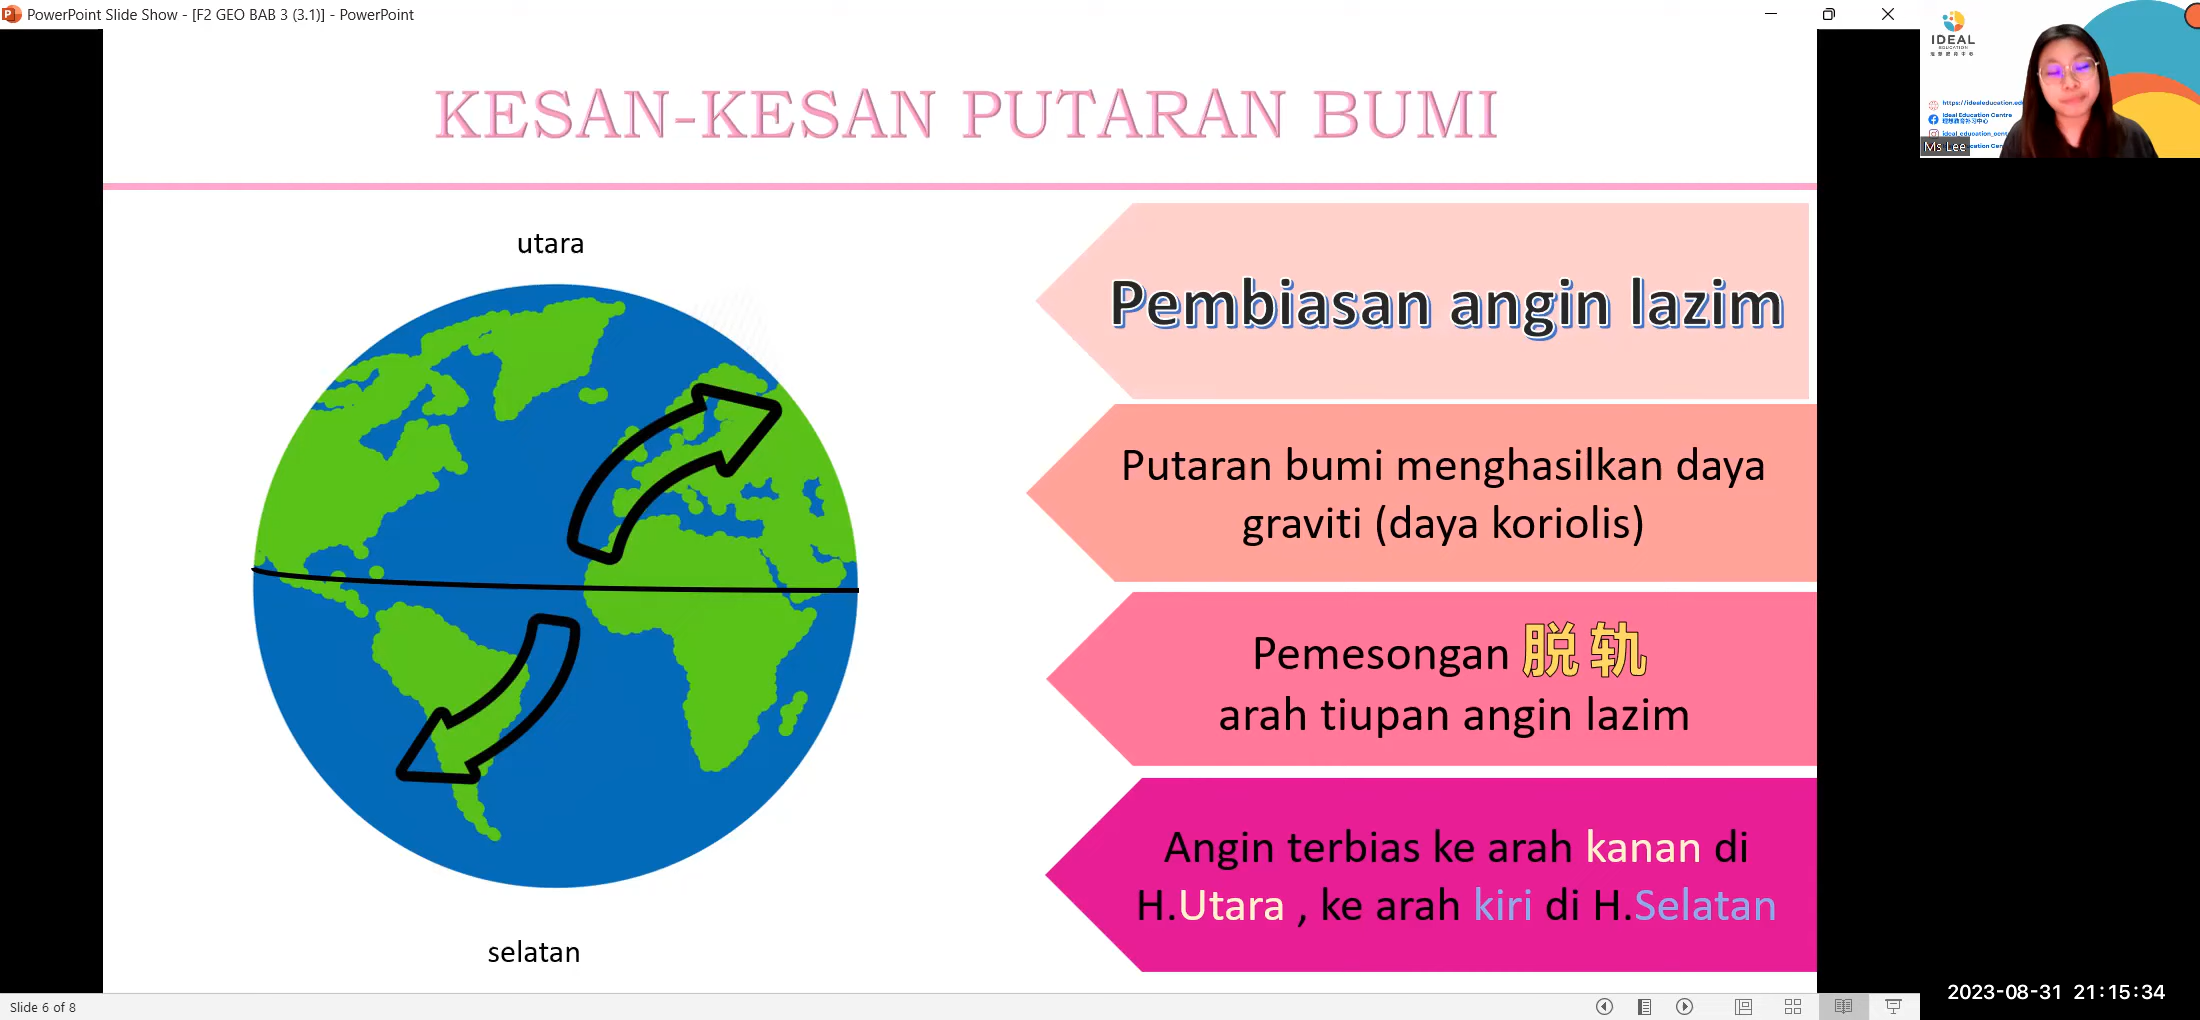 PowerPoint Slide Show - [F2 GEO BAB 3 (3.1)] - PowerPoint
KESAN-KESAN PUTARAN BUMI
utara
selatan
Pembiasan angin lazim
Putaran bumi menghasilkan daya
graviti (daya koriolis)
Pemesongan 脱轨
arah tiupan angin lazim
Angin terbias ke arah kanan di
H.Utara , ke arah kiri di H.Selatan
IDEAL
EDUCATION
https://idealeducation.ed
Ideal Education Centre
ideal_education_cent
cation Cen
Ms Lee
Slide 6 of 8
2023-08-31 21:15:34